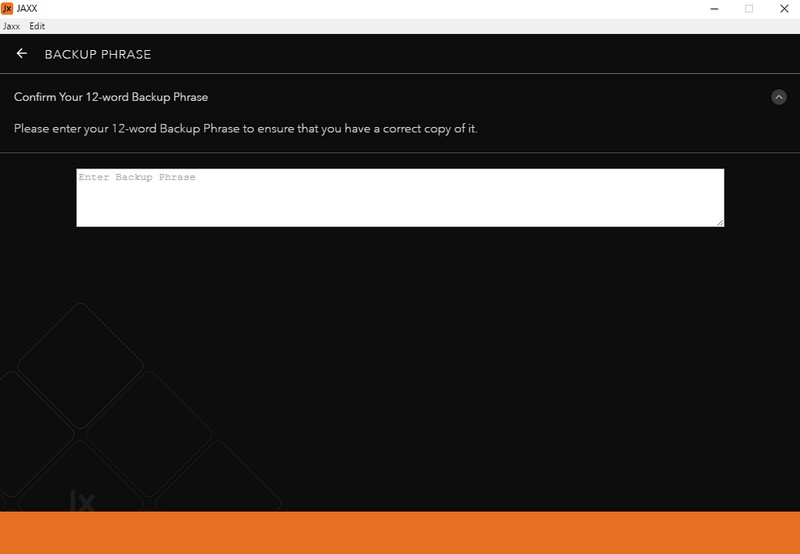 Jx JAXX
Jaxx Edit
BACKUP PHRASE
Confirm Your 12-word Backup Phrase
Please enter your 12-word Backup Phrase to ensure that you have a correct copy of it.
Enter Backup Phrase
Jx